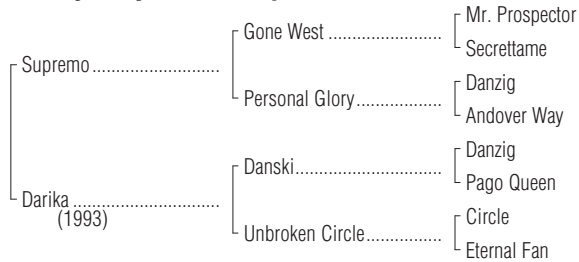 Mr. Prospector
Gone West
Secrettame
Supremo
Danzig
Personal Glory
Andover Way
Danzig
Danski
Pago Queen
Darika
(1993)
Circle
Unbroken Circle
Eternal Fan